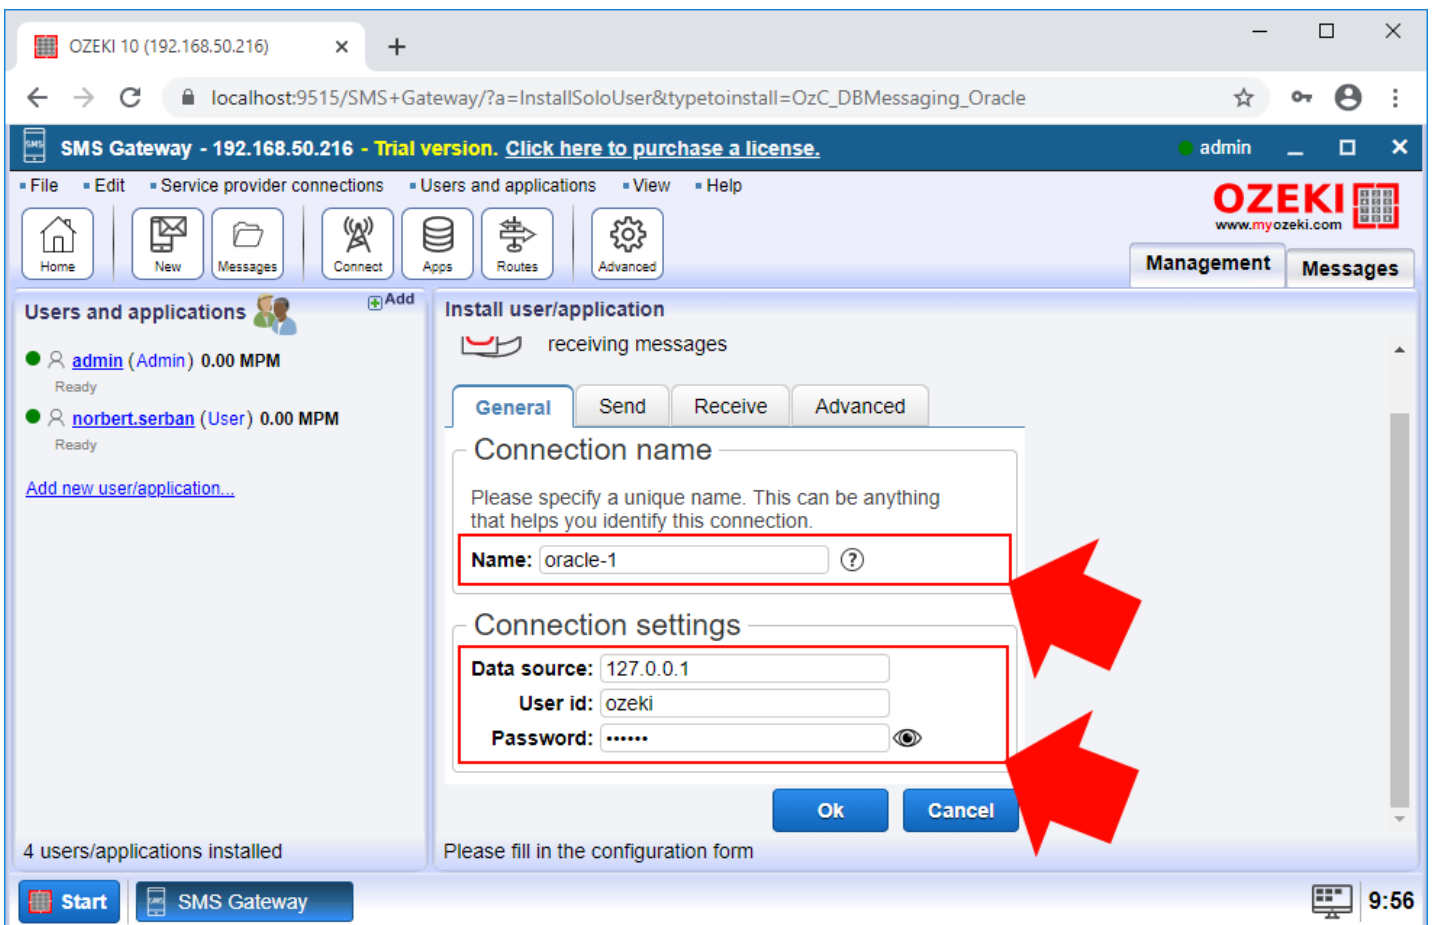 OZEKI 10 (192.168.50.216)
localhost:9515/SMS+Gateway/?a=InstallSoloUser&typetoinstall=OzC_DBMessaging_Oracle
SMS Gateway - 192.168.50.216 - Trial version. Click here to purchase a license.
admin
File Edit Service provider connections Users and applications View Help
OZEKI
www.myozeki.com
Home New Messages Connect Apps Routes Advanced
Management Messages
Users and applications Add
admin (Admin) 0.00 MPM
Ready
norbert.serban (User) 0.00 MPM
Ready
Add new user/application...
4 users/applications installed
Install user/application
receiving messages
General Send Receive Advanced
Connection name
Please specify a unique name. This can be anything
that helps you identify this connection.
Name: oracle-1 ?
Connection settings
Data source: 127.0.0.1
User id: ozeki
Password: ••••••
Ok Cancel
Please fill in the configuration form
Start SMS Gateway 9:56